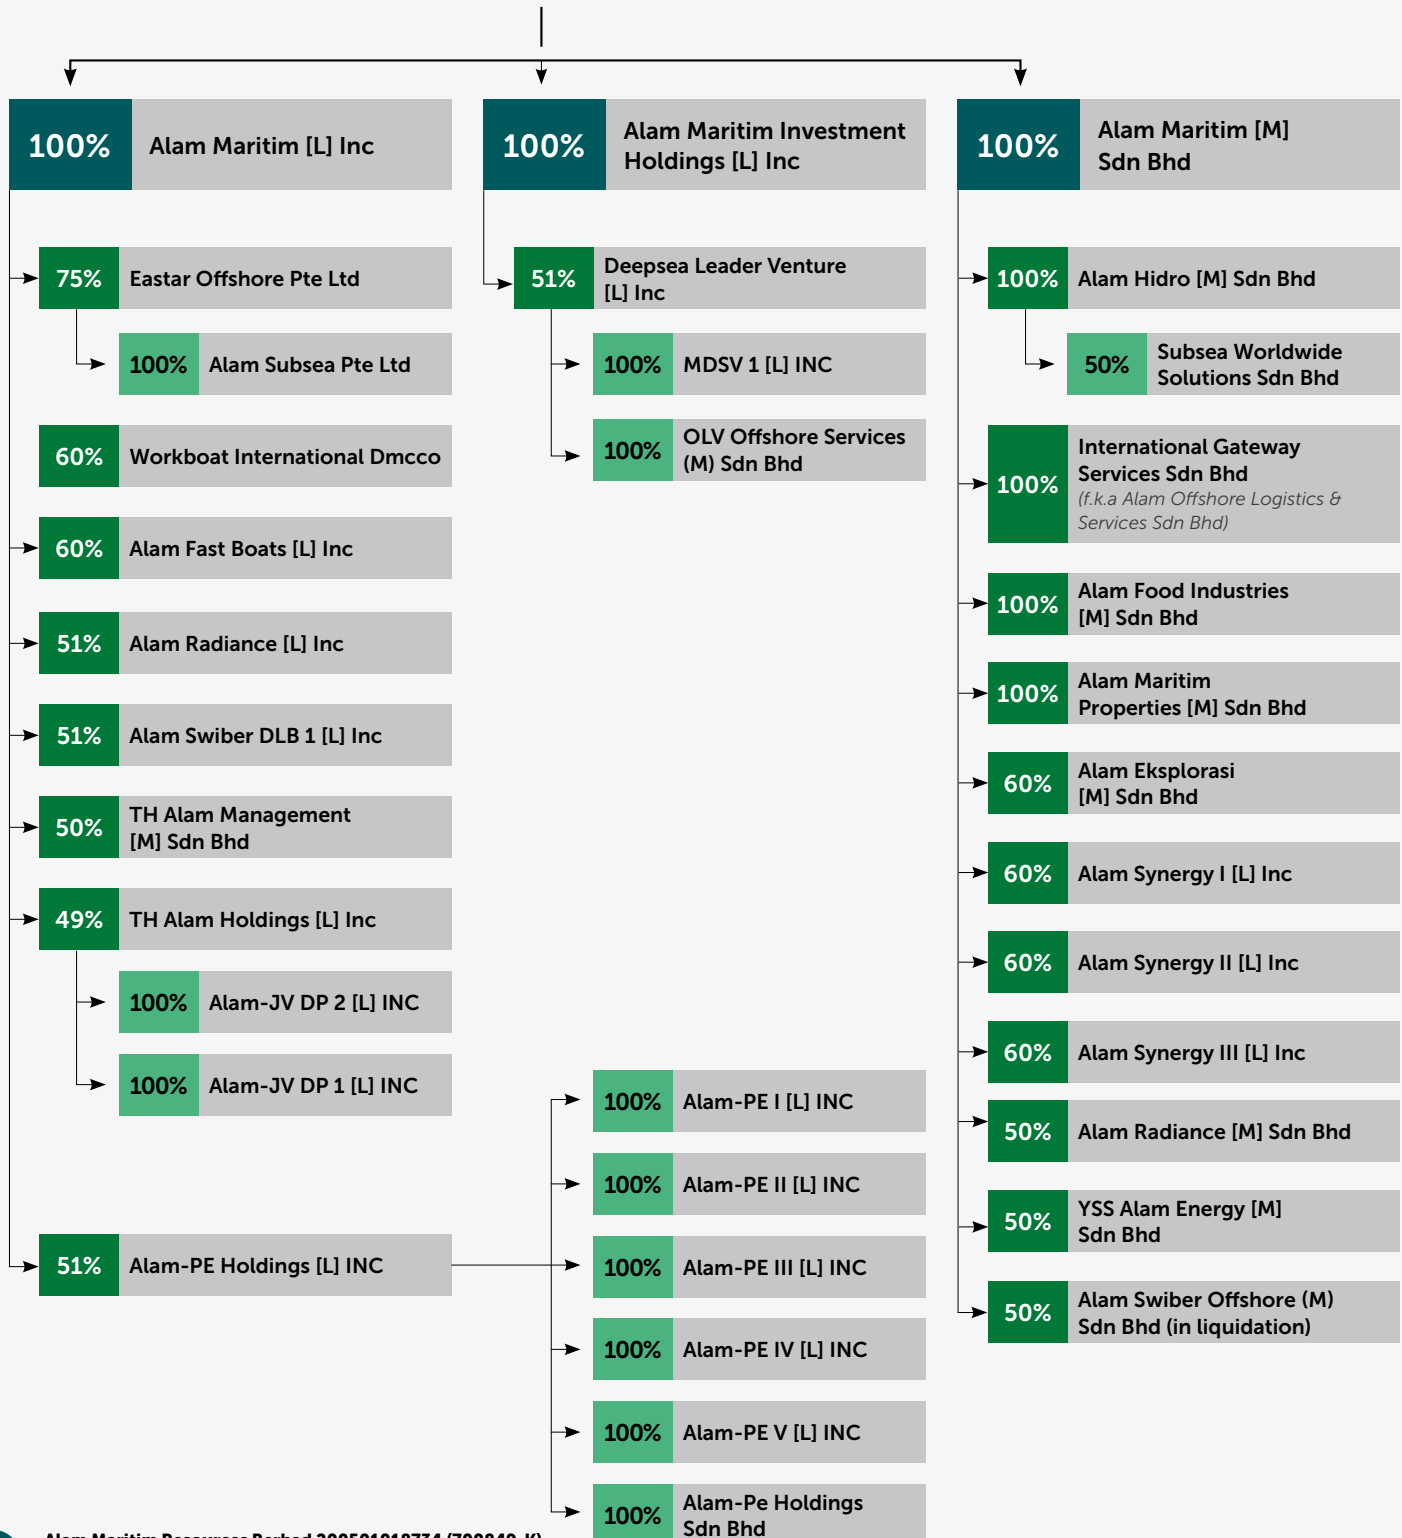 100%
Alam Maritim [L] Inc
75%
Eastar Offshore Pte Ltd
100%
Alam Subsea Pte Ltd
60%
Workboat International Dmcco
60%
Alam Fast Boats [L] Inc
51%
Alam Radiance [L] Inc
51%
Alam Swiber DLB 1 [L] Inc
50%
TH Alam Management
[M] Sdn Bhd
49%
TH Alam Holdings [L] Inc
100%
Alam-JV DP 2 [L] INC
100%
Alam-JV DP 1 [L] INC
51%
Alam-PE Holdings [L] INC
100%
Alam-PE I [L] INC
100%
Alam-PE II [L] INC
100%
Alam-PE III [L] INC
100%
Alam-PE IV [L] INC
100%
Alam-PE V [L] INC
100%
Alam-Pe Holdings
Sdn Bhd
100%
Alam Maritim Investment
Holdings [L] Inc
51%
Deepsea Leader Venture
[L] Inc
100%
MDSV 1 [L] INC
100%
OLV Offshore Services
(M) Sdn Bhd
100%
Alam Maritim [M]
Sdn Bhd
100%
Alam Hidro [M] Sdn Bhd
50%
Subsea Worldwide
Solutions Sdn Bhd
100%
International Gateway
Services Sdn Bhd
(f.k.a Alam Offshore Logistics &
Services Sdn Bhd)
100%
Alam Food Industries
[M] Sdn Bhd
100%
Alam Maritim
Properties [M] Sdn Bhd
60%
Alam Eksplorasi
[M] Sdn Bhd
60%
Alam Synergy I [L] Inc
60%
Alam Synergy II [L] Inc
60%
Alam Synergy III [L] Inc
50%
Alam Radiance [M] Sdn Bhd
50%
YSS Alam Energy [M]
Sdn Bhd
50%
Alam Swiber Offshore (M)
Sdn Bhd (in liquidation)
Alam Maritim Resources Berhad 200501018734 (700849-K)